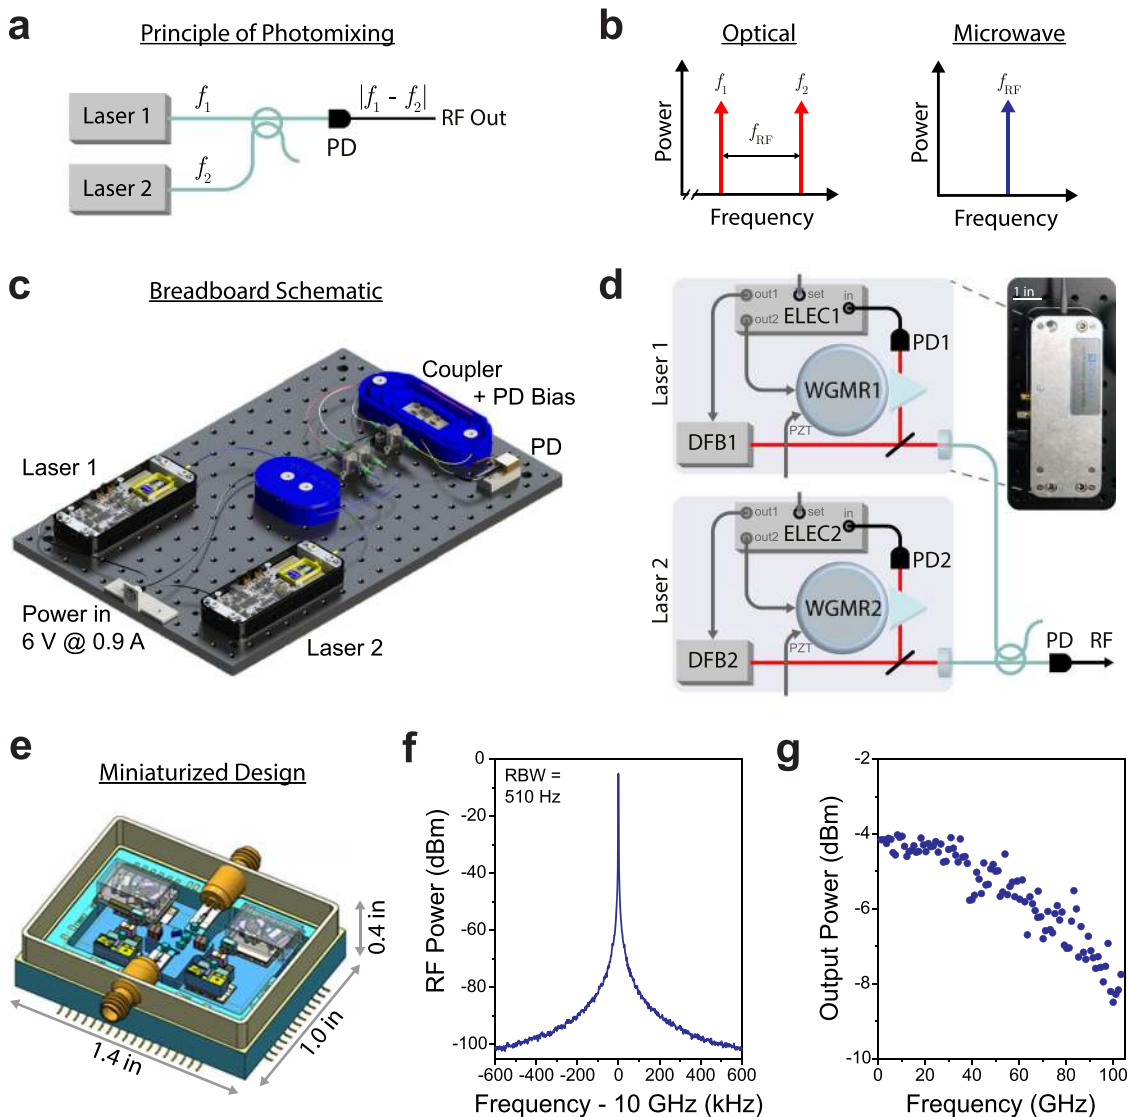 a
Principle of Photomixing
Laser 1
f1
|f1 - f2|
RF Out
PD
Laser 2
f2
b
Optical
Microwave
Power
f1
f2
fRF
Frequency
Power
fRF
Frequency
c
Breadboard Schematic
Coupler
+ PD Bias
PD
Laser 1
Power in
6 V @ 0.9 A
Laser 2
d
Laser 1
out1
set
in
out2
ELEC1
PD1
WGMR1
PZT
DFB1
1 in
Laser 2
out1
set
in
out2
ELEC2
PD2
WGMR2
PZT
DFB2
PD
RF
e
Miniaturized Design
0.4 in
1.0 in
1.4 in
f
RBW =
510 Hz
RF Power (dBm)
0
-20
-40
-60
-80
-100
-600
-400
-200
0
200
400
600
Frequency - 10 GHz (kHz)
g
Output Power (dBm)
-2
-4
-6
-8
-10
0
20
40
60
80
100
Frequency (GHz)